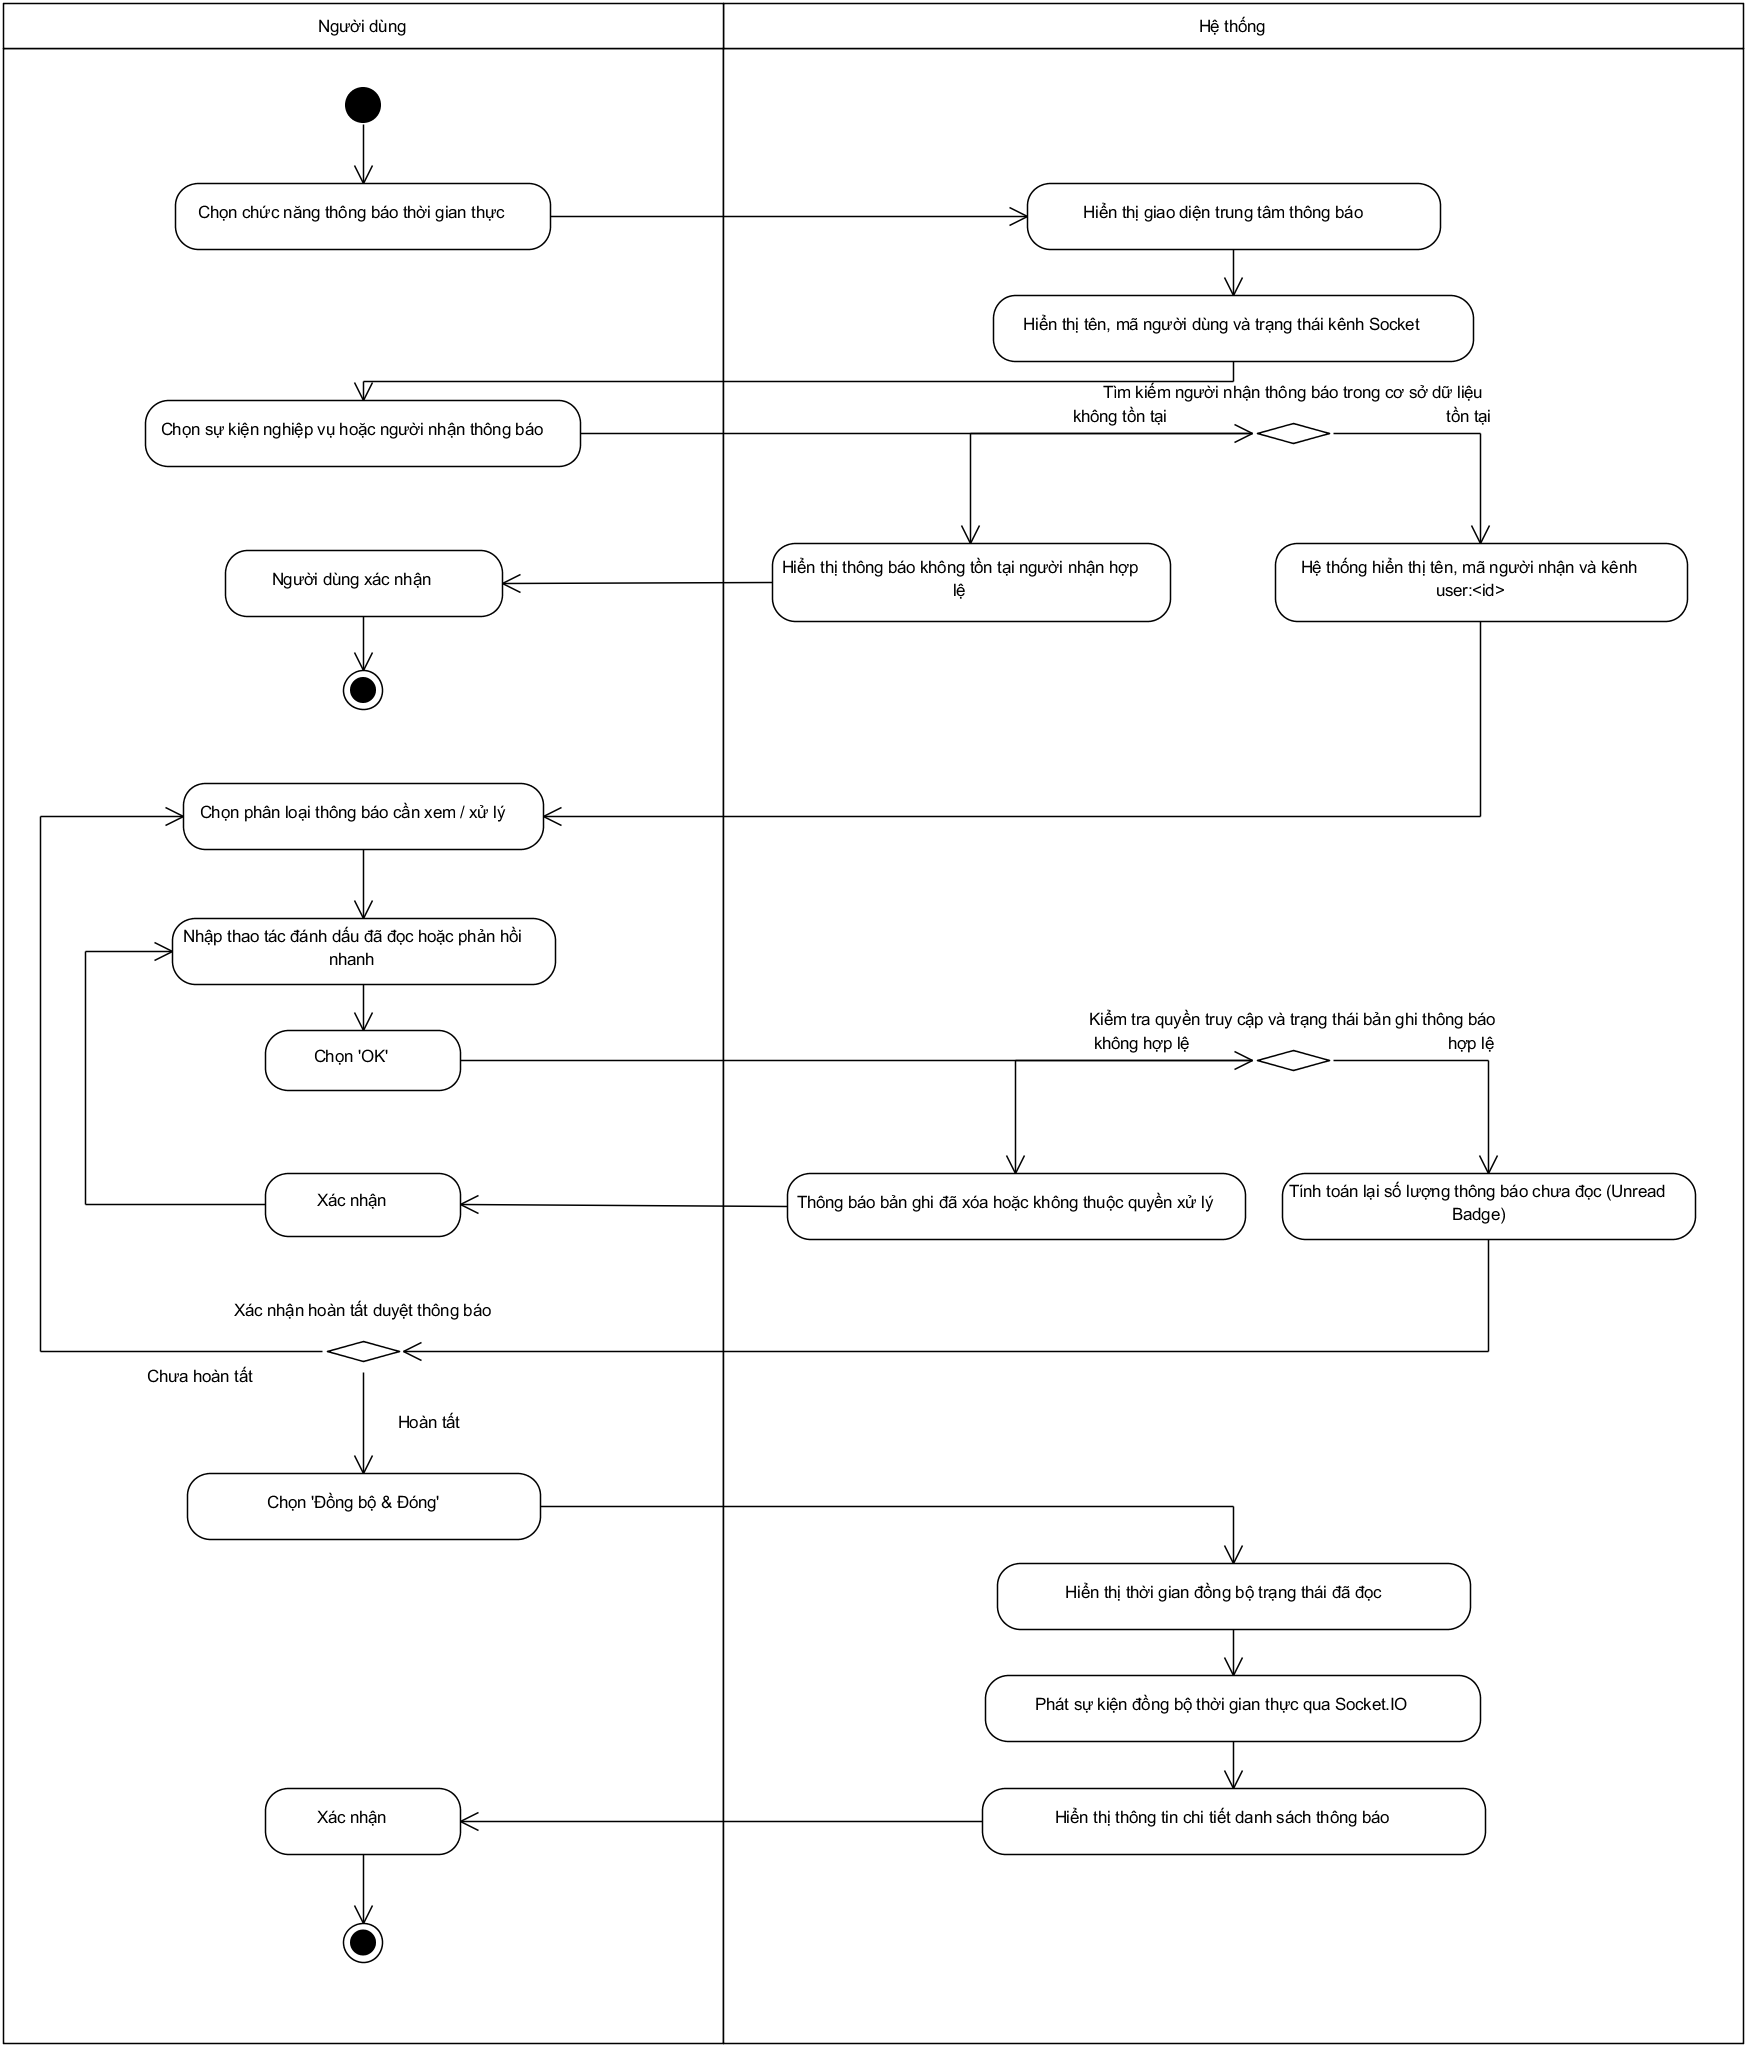 Người dùng
Hệ thống
Chọn chức năng thông báo thời gian thực
Hiển thị giao diện trung tâm thông báo
Hiển thị tên, mã người dùng và trạng thái kênh Socket
Tìm kiếm người nhận thông báo trong cơ sở dữ liệu
không tồn tại
tồn tại
Chọn sự kiện nghiệp vụ hoặc người nhận thông báo
Người dùng xác nhận
Hiển thị thông báo không tồn tại người nhận hợp
lệ
Hệ thống hiển thị tên, mã người nhận và kênh
user:<id>
Chọn phân loại thông báo cần xem / xử lý
Nhập thao tác đánh dấu đã đọc hoặc phản hồi
nhanh
Kiểm tra quyền truy cập và trạng thái bản ghi thông báo
không hợp lệ
hợp lệ
Chọn 'OK'
Xác nhận
Thông báo bản ghi đã xóa hoặc không thuộc quyền xử lý
Tính toán lại số lượng thông báo chưa đọc (Unread
Badge)
Xác nhận hoàn tất duyệt thông báo
Chưa hoàn tất
Hoàn tất
Chọn 'Đồng bộ & Đóng'
Hiển thị thời gian đồng bộ trạng thái đã đọc
Phát sự kiện đồng bộ thời gian thực qua Socket.IO
Xác nhận
Hiển thị thông tin chi tiết danh sách thông báo